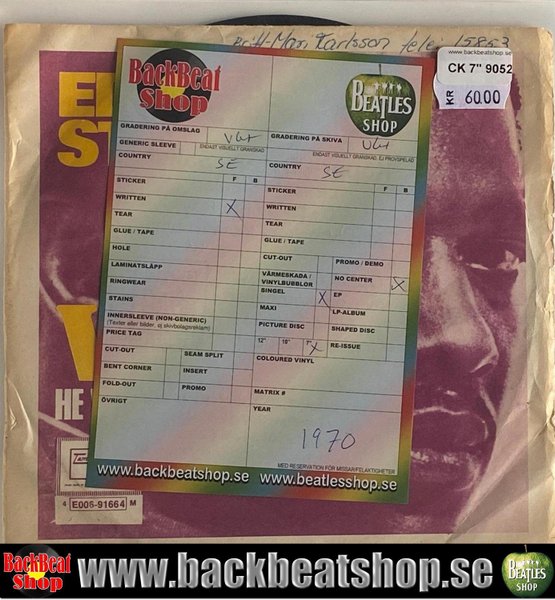 Britt-Mari Karlsson tele: 15863
www.backbeatshop.se
CK 7" 9052
KR 60.00
BackBeat
Shop
BEATLES
SHOP
GRADERING PÅ OMSLAG
GRADERING PÅ SKIVA
ENDAST VISUELLT GRANSKAD
ENDAST VISUELLT GRANSKAD. EJ PROVSPELAD
GENERIC SLEEVE
COUNTRY SE
COUNTRY SE
STICKER F B
STICKER F B
WRITTEN X
WRITTEN
TEAR
TEAR
GLUE / TAPE
GLUE / TAPE
HOLE
CUT-OUT
PROMO / DEMO
LAMINATSLÄPP
VÄRMESKADA /
VINYLBUBBLOR
NO CENTER X
RINGWEAR
SINGEL X
EP
STAINS
MAXI
LP-ALBUM
INNERSLEEVE (NON-GENERIC)
(Texter eller bilder, ej skivbolagsreklam)
PICTURE DISC
SHAPED DISC
PRICE TAG
12" 10" 7" X
RE-ISSUE
CUT-OUT
SEAM SPLIT
COLOURED VINYL
BENT CORNER
INSERT
FOLD-OUT
PROMO
MATRIX #
ÖVRIGT
YEAR
1970
MED RESERVATION FÖR MISSAR/FELAKTIGHETER
www.backbeatshop.se www.beatlesshop.se
HE
4 E006-91664 M
BackBeat
Shop
www.backbeatshop.se
BEATLES
SHOP